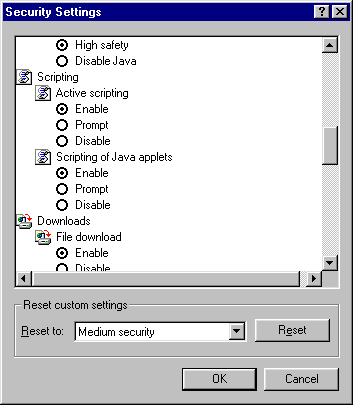 Security Settings
High safety
Disable Java
Scripting
Active scripting
Enable
Prompt
Disable
Scripting of Java applets
Enable
Prompt
Disable
Downloads
File download
Enable
Disable
Reset custom settings
Reset to: Medium security Reset
OK Cancel